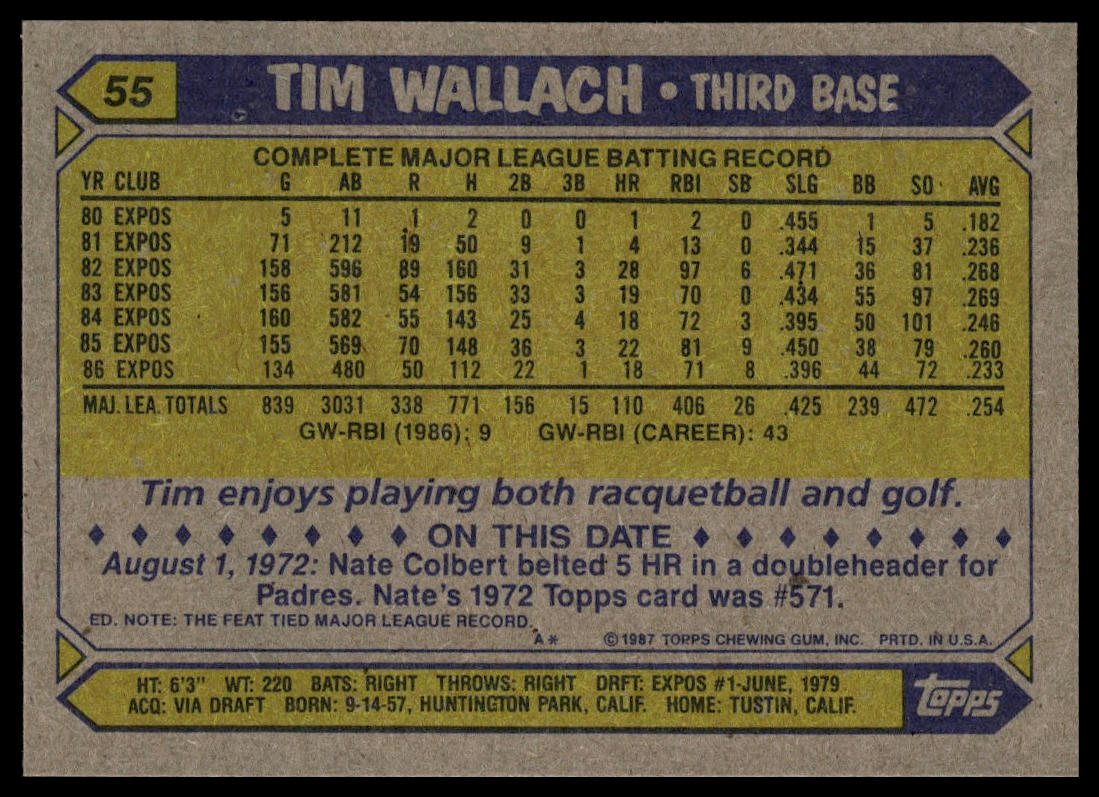 55 TIM WALLACH • THIRD BASE
COMPLETE MAJOR LEAGUE BATTING RECORD
YR CLUB G AB R H 2B 3B HR RBI SB SLG BB SO AVG
80 EXPOS 5 11 1 2 0 0 1 2 0 .455 1 5 .182
81 EXPOS 71 212 19 50 9 1 4 13 0 .344 15 37 .236
82 EXPOS 158 596 89 160 31 3 28 97 6 .471 36 81 .268
83 EXPOS 156 581 54 156 33 3 19 70 0 .434 55 97 .269
84 EXPOS 160 582 55 143 25 4 18 72 3 .395 50 101 .246
85 EXPOS 155 569 70 148 36 3 22 81 9 .450 38 79 .260
86 EXPOS 134 480 50 112 22 1 18 71 8 .396 44 72 .233
MAJ. LEA. TOTALS 839 3031 338 771 156 15 110 406 26 .425 239 472 .254
GW-RBI (1986): 9 GW-RBI (CAREER): 43
Tim enjoys playing both racquetball and golf.
ON THIS DATE
August 1, 1972: Nate Colbert belted 5 HR in a doubleheader for
Padres. Nate's 1972 Topps card was #571.
ED. NOTE: THE FEAT TIED MAJOR LEAGUE RECORD.
A* ©1987 TOPPS CHEWING GUM, INC. PRTD. IN U.S.A.
HT: 6'3" WT: 220 BATS: RIGHT THROWS: RIGHT DRFT: EXPOS #1-JUNE, 1979
ACQ: VIA DRAFT BORN: 9-14-57, HUNTINGTON PARK, CALIF. HOME: TUSTIN, CALIF.
Topps